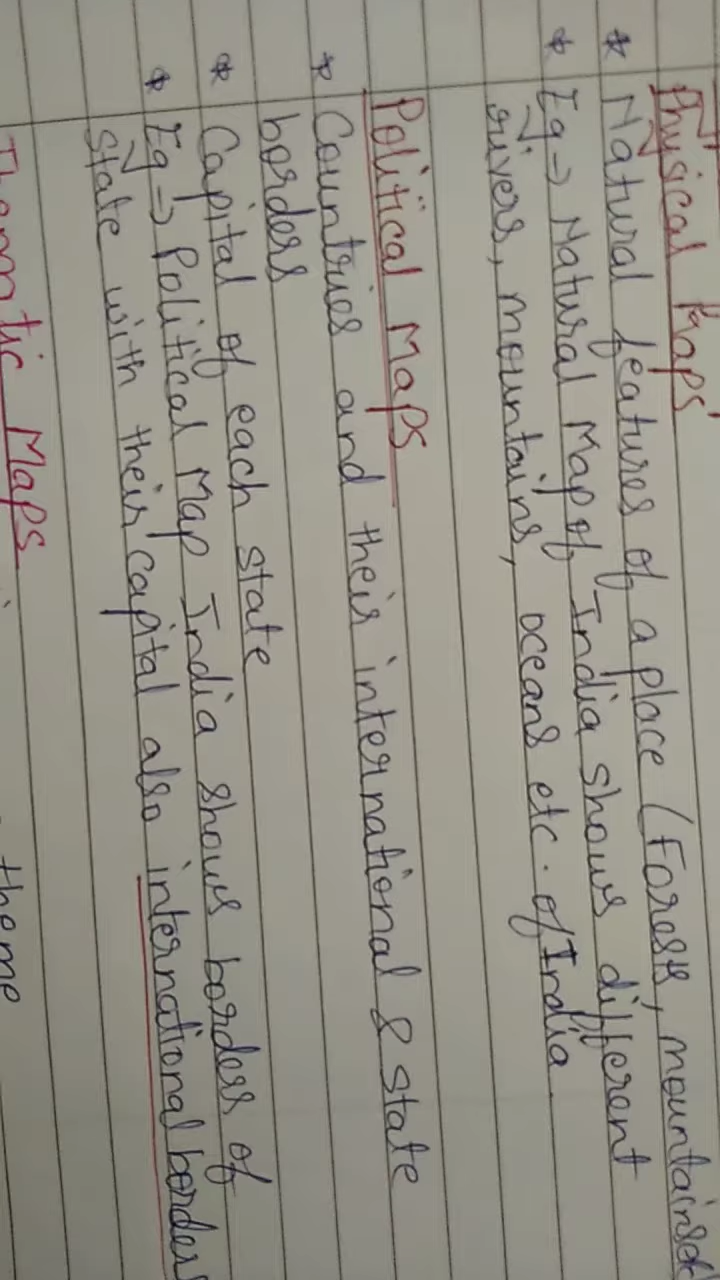 Physical Maps
* Natural features of a place (Forests, mountains etc
* Eg → Natural Map of India shows different
rivers, mountains, oceans etc. of India
Political Maps
* Countries and their international & state
borders
* Capital of each state
* Eg → Political Map India shows borders of
state with their capital also international border
Thematic Maps
theme